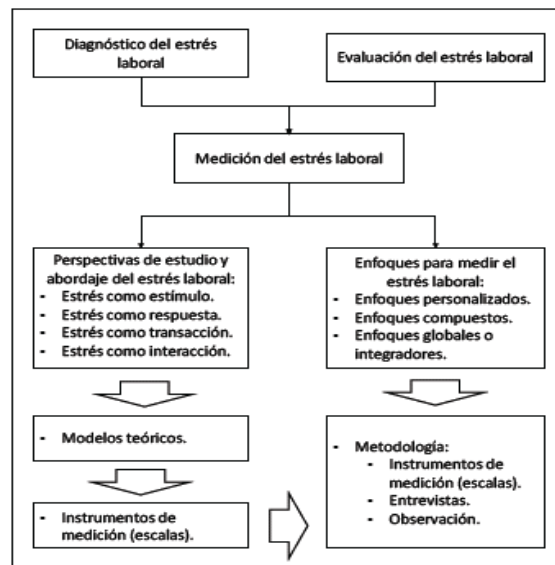 Diagnóstico del estrés
laboral
Evaluación del estrés laboral
Medición del estrés laboral
Perspectivas de estudio y
abordaje del estrés laboral:
- Estrés como estímulo.
- Estrés como respuesta.
- Estrés como transacción.
- Estrés como interacción.
Enfoques para medir el
estrés laboral:
- Enfoques personalizados.
- Enfoques compuestos.
- Enfoques globales o
integradores.
- Modelos teóricos.
- Instrumentos de
medición (escalas).
- Metodología:
• Instrumentos de
medición (escalas).
• Entrevistas.
• Observación.